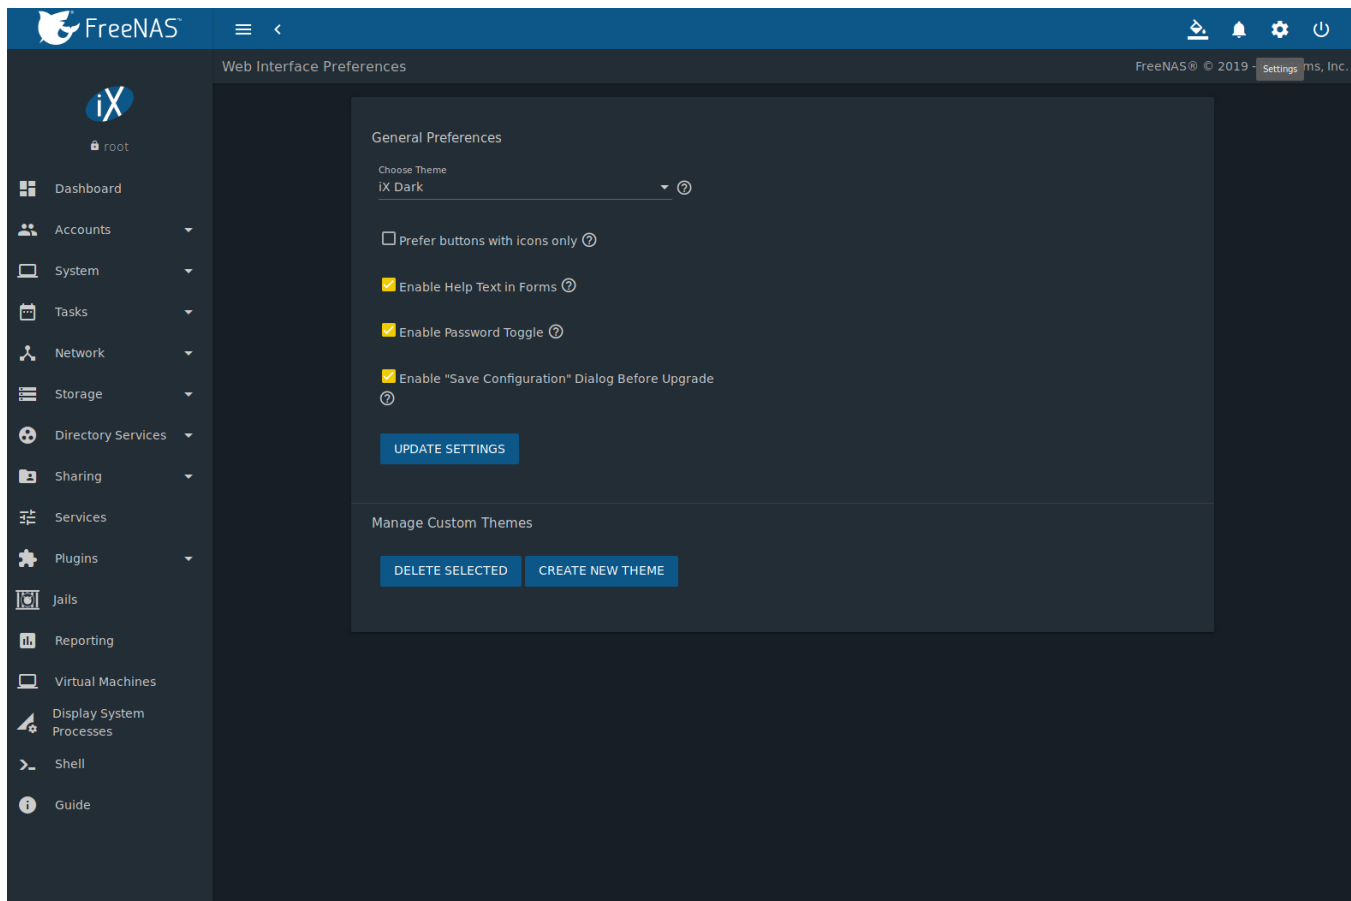 FreeNAS
Web Interface Preferences
FreeNAS® © 2019 - ms, Inc.
Settings
iX
root
Dashboard
Accounts
System
Tasks
Network
Storage
Directory Services
Sharing
Services
Plugins
Jails
Reporting
Virtual Machines
Display System
Processes
Shell
Guide
General Preferences
Choose Theme
iX Dark
Prefer buttons with icons only
Enable Help Text in Forms
Enable Password Toggle
Enable "Save Configuration" Dialog Before Upgrade
UPDATE SETTINGS
Manage Custom Themes
DELETE SELECTED
CREATE NEW THEME